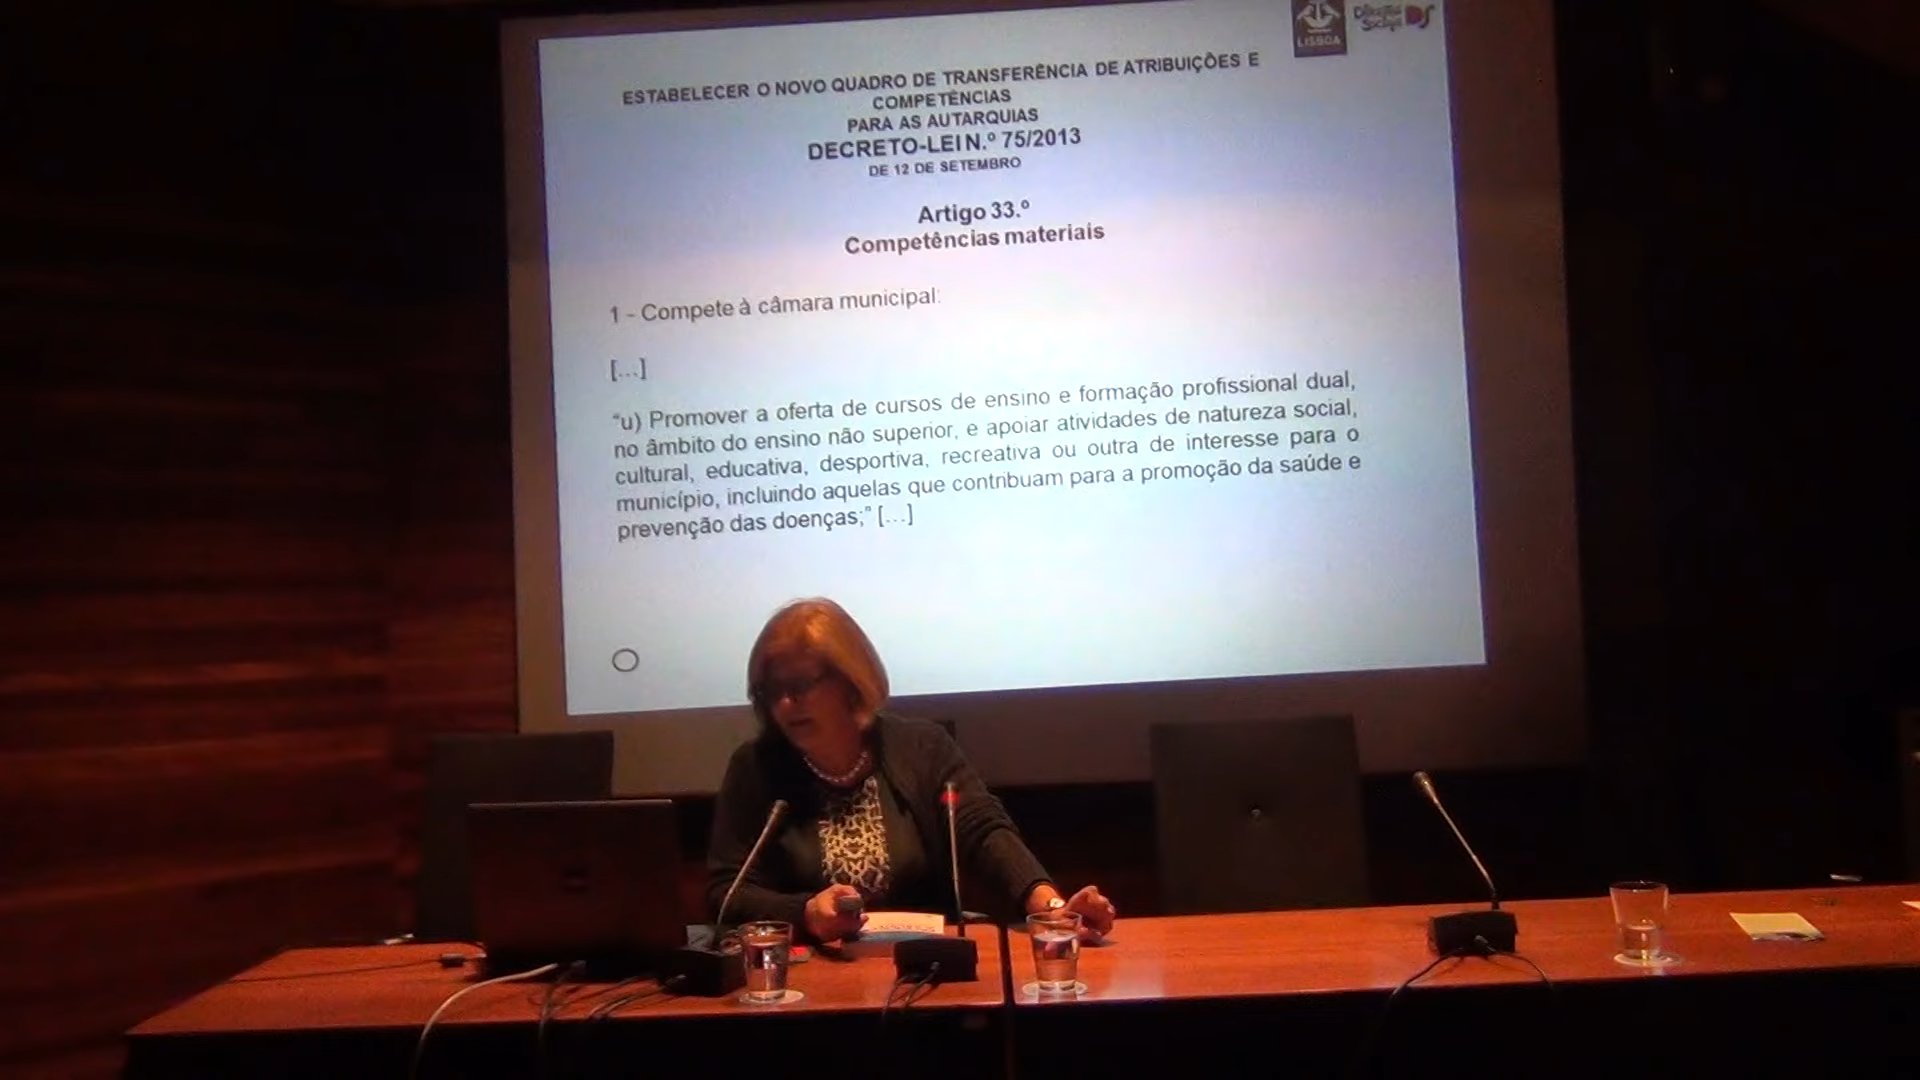 LISBOA
Direitos
Sociais DS
ESTABELECER O NOVO QUADRO DE TRANSFERÊNCIA DE ATRIBUIÇÕES E
COMPETÊNCIAS
PARA AS AUTARQUIAS
DECRETO-LEI N.º 75/2013
DE 12 DE SETEMBRO
Artigo 33.º
Competências materiais
1 - Compete à câmara municipal:
[...]
"u) Promover a oferta de cursos de ensino e formação profissional dual,
no âmbito do ensino não superior, e apoiar atividades de natureza social,
cultural, educativa, desportiva, recreativa ou outra de interesse para o
município, incluindo aquelas que contribuam para a promoção da saúde e
prevenção das doenças;" [...]